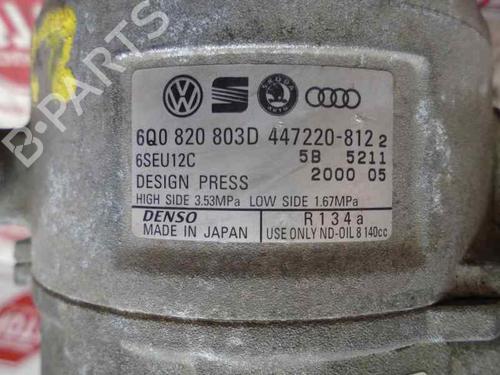 B-PARTS
SKODA
6Q0 820 803D 447220-812 2
6SEU12C 5B 5211
DESIGN PRESS 2000 05
HIGH SIDE 3.53MPa LOW SIDE 1.67MPa
DENSO R134a
MADE IN JAPAN USE ONLY ND-OIL 8 140cc